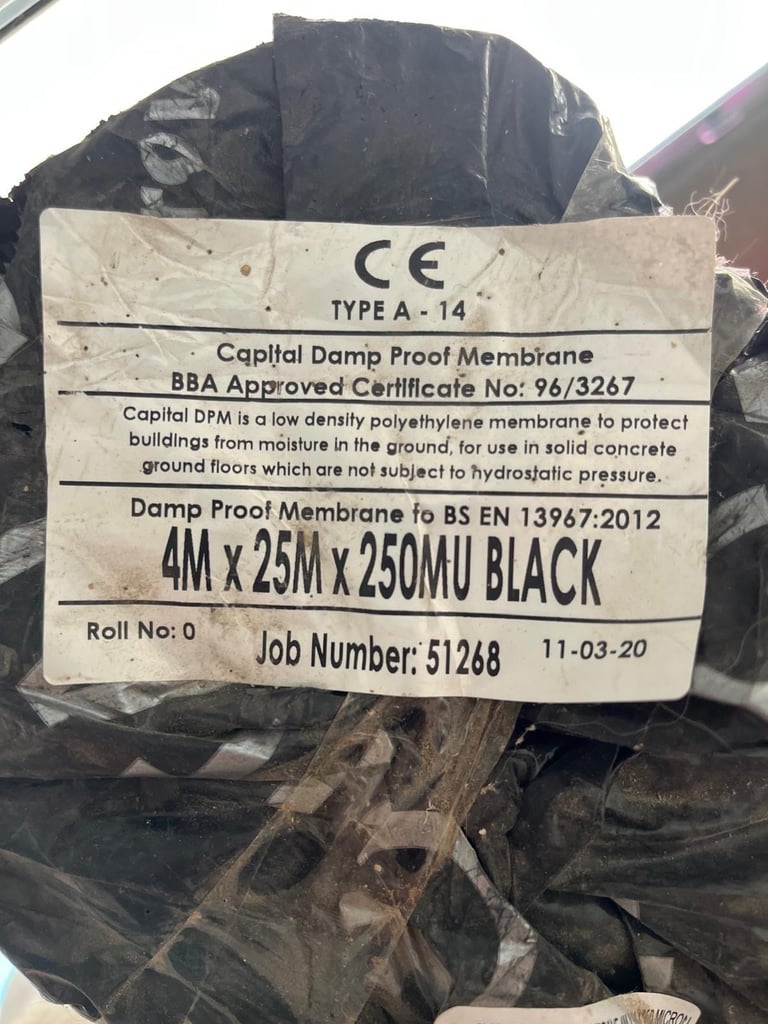 CE
TYPE A - 14
Capital Damp Proof Membrane
BBA Approved Certificate No: 96/3267
Capital DPM is a low density polyethylene membrane to protect
buildings from moisture in the ground, for use in solid concrete
ground floors which are not subject to hydrostatic pressure.
Damp Proof Membrane to BS EN 13967:2012
4M x 25M x 250MU BLACK
Roll No: 0 Job Number: 51268 11-03-20
MICRON